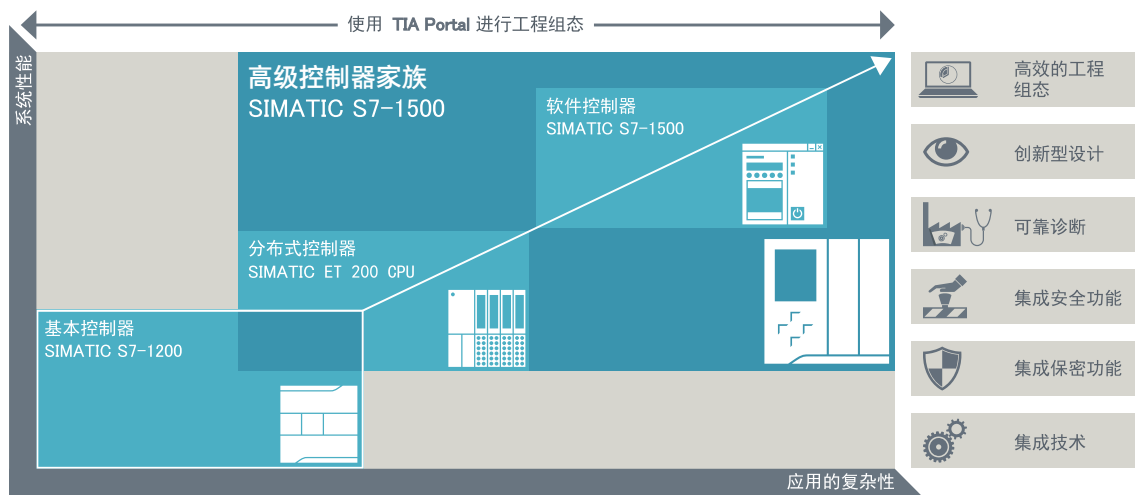 使用 TIA Portal 进行工程组态
系统性能
高级控制器家族
SIMATIC S7-1500
软件控制器
SIMATIC S7-1500
分布式控制器
SIMATIC ET 200 CPU
基本控制器
SIMATIC S7-1200
应用的复杂性
高效的工程
组态
创新型设计
可靠诊断
集成安全功能
集成保密功能
集成技术